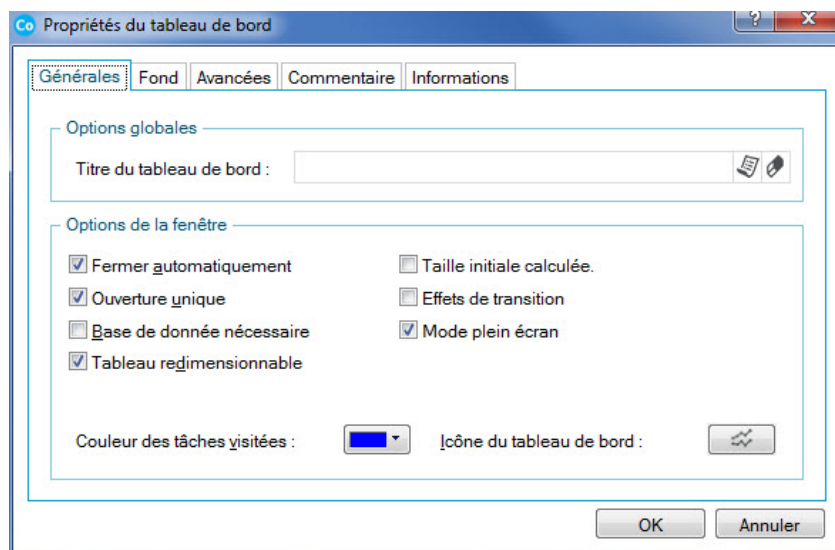 Co Propriétés du tableau de bord ? X
Générales Fond Avancées Commentaire Informations
Options globales
Titre du tableau de bord :
Options de la fenêtre
Fermer automatiquement Taille initiale calculée.
Ouverture unique Effets de transition
Base de donnée nécessaire Mode plein écran
Tableau redimensionnable
Couleur des tâches visitées : Icône du tableau de bord :
OK Annuler